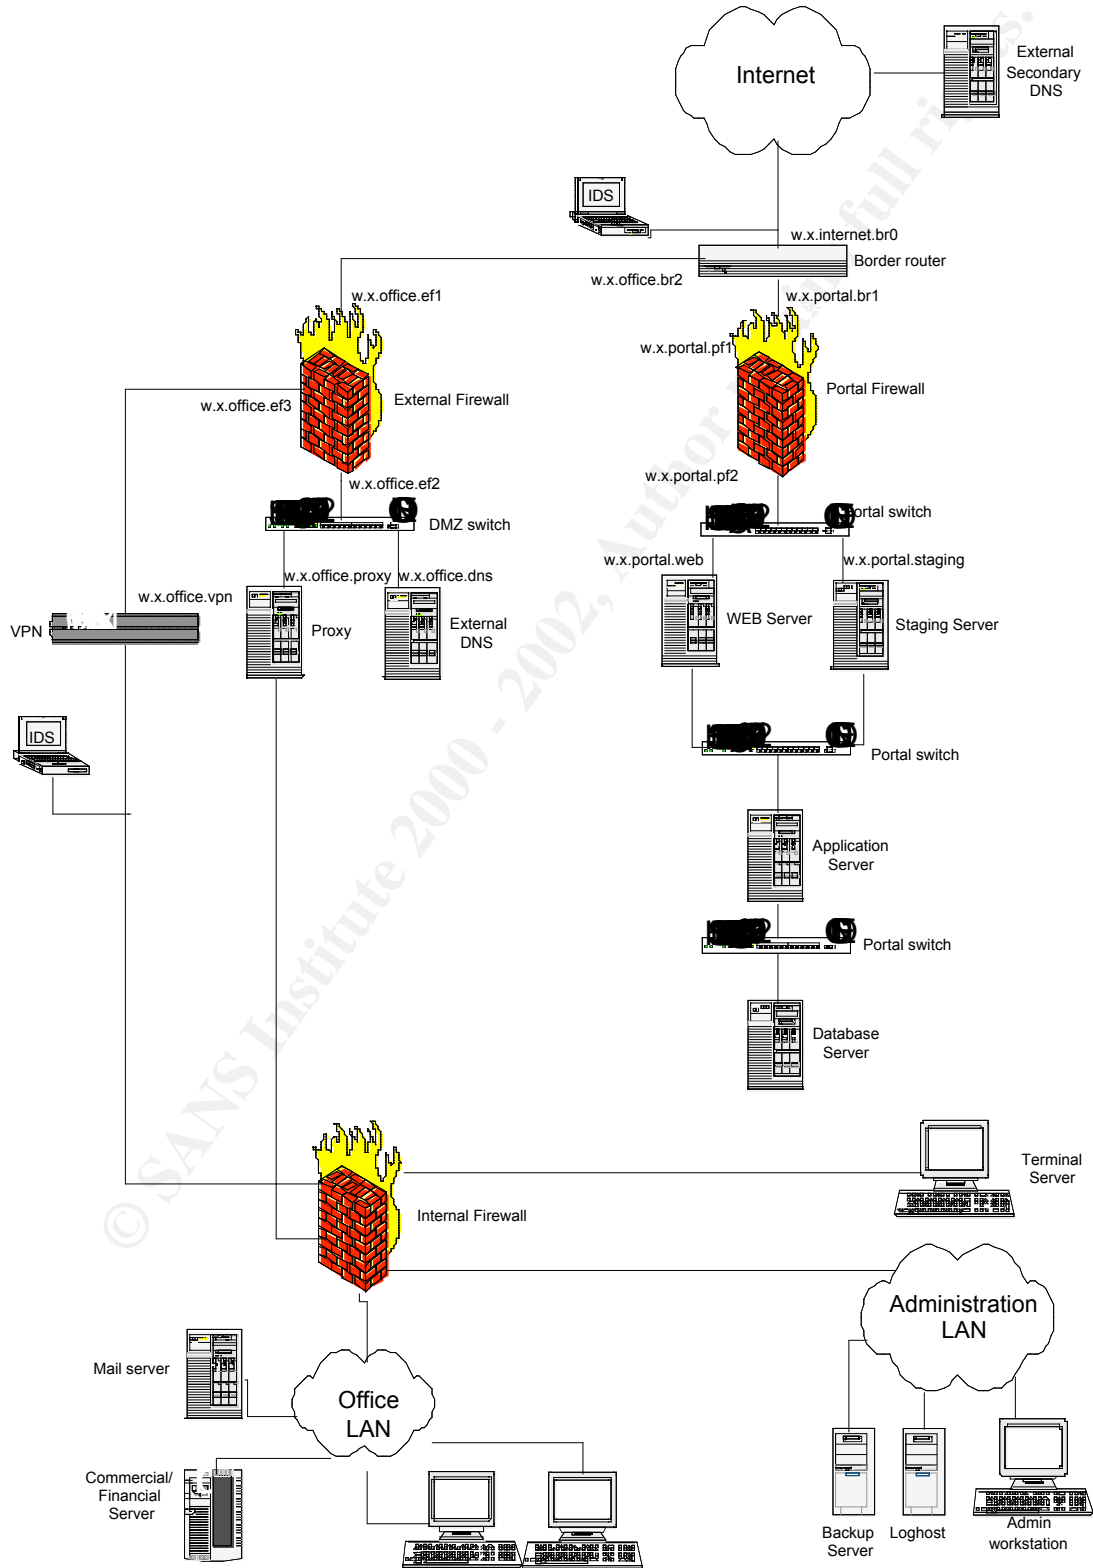 Internet
External
Secondary
DNS
IDS
w.x.internet.br0
Border router
w.x.office.br2
w.x.office.ef1
w.x.portal.br1
w.x.portal.pf1
External Firewall
Portal Firewall
w.x.office.ef3
w.x.office.ef2
w.x.portal.pf2
DMZ switch
Portal switch
w.x.office.proxy
w.x.office.dns
w.x.portal.web
w.x.portal.staging
w.x.office.vpn
VPN
Proxy
External
DNS
WEB Server
Staging Server
IDS
Portal switch
Application
Server
Portal switch
Database
Server
Terminal
Server
Internal Firewall
Administration
LAN
Mail server
Office
LAN
Commercial/
Financial
Server
Backup
Server
Loghost
Admin
workstation
© SANS Institute 2000 - 2002, Author full rights.